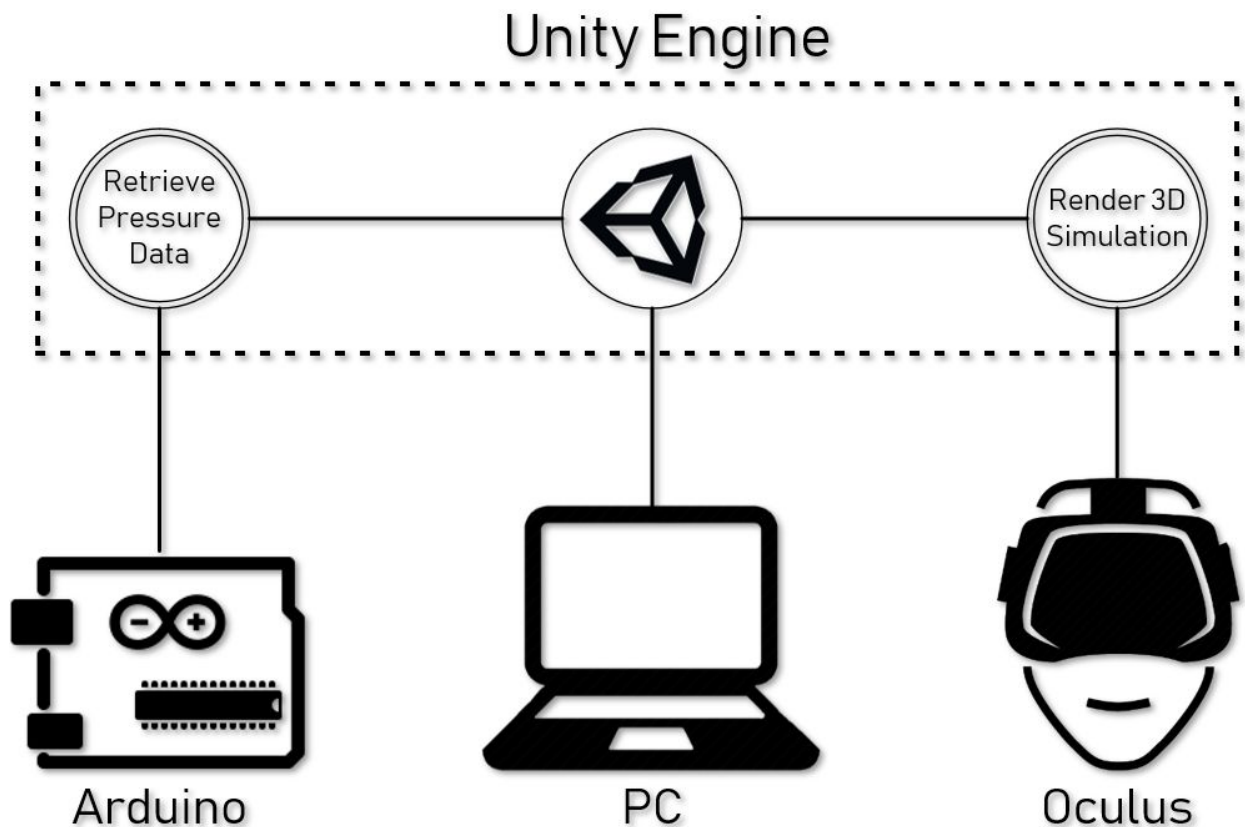 Unity Engine
Retrieve
Pressure
Data
Render 3D
Simulation
Arduino
PC
Oculus